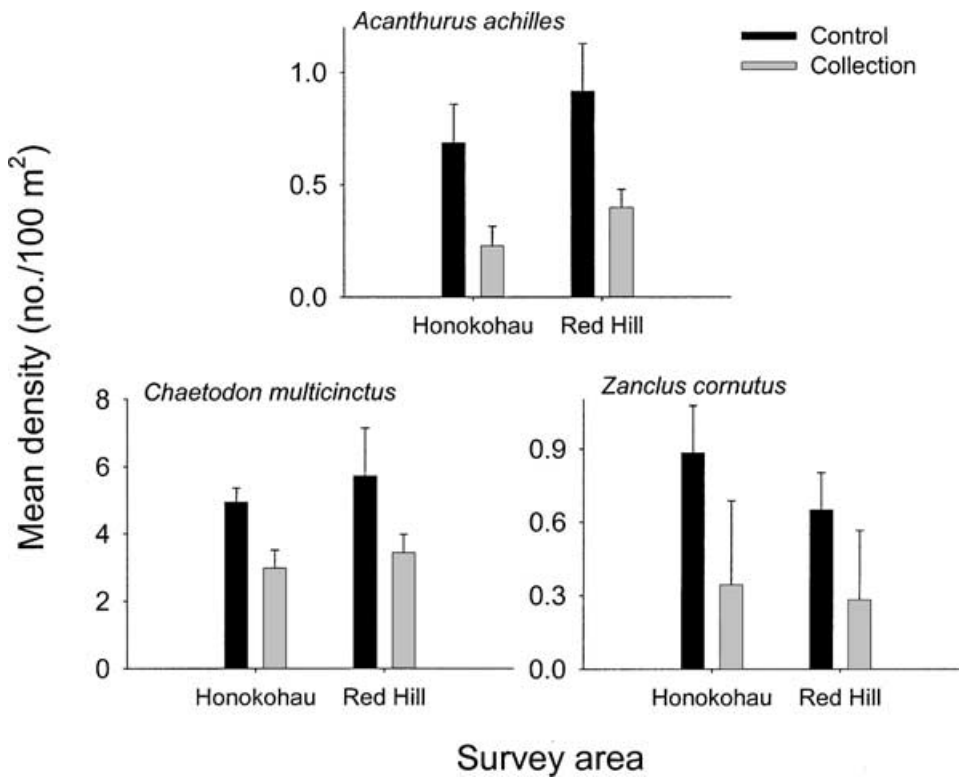 Acanthurus achilles
Control
Collection
1.0
0.5
0.0
Honokohau Red Hill
Mean density (no./100 m²)
Chaetodon multicinctus
8
6
4
2
0
Honokohau Red Hill
Zanclus cornutus
0.9
0.6
0.3
0.0
Honokohau Red Hill
Survey area